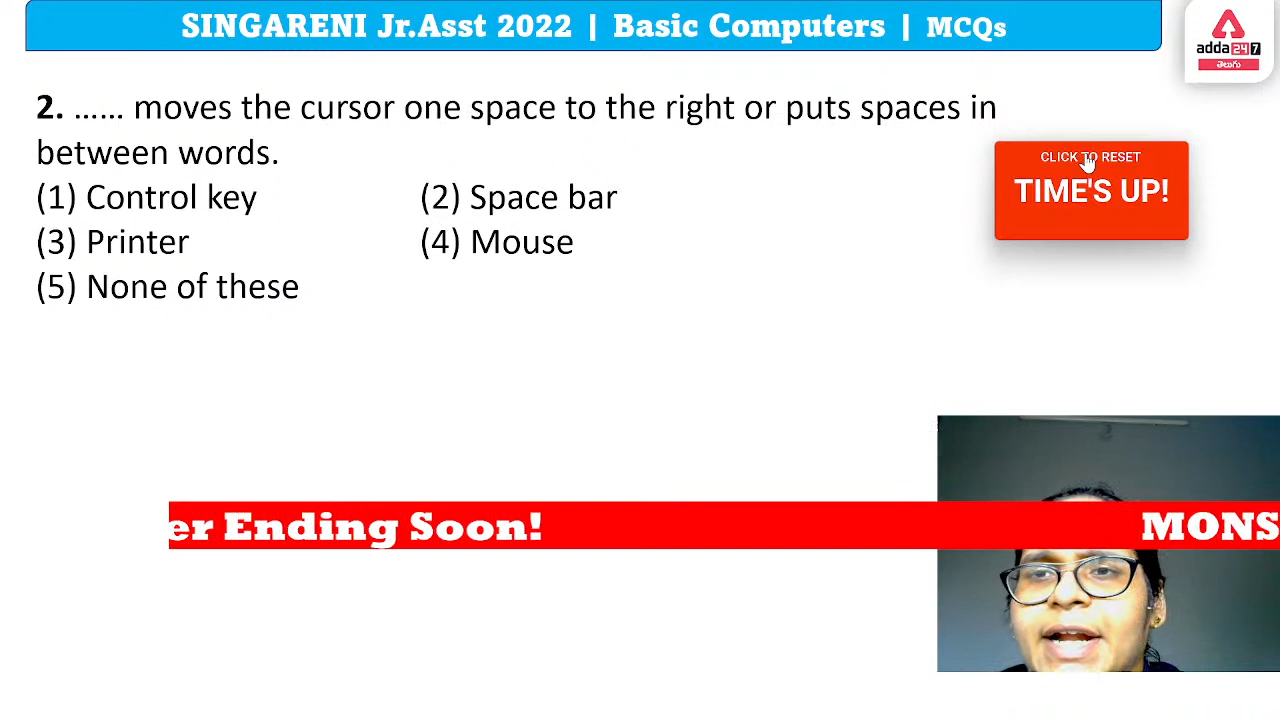 SINGARENI Jr.Asst 2022 | Basic Computers | MCQs
adda 24 7
తెలుగు
2. ...... moves the cursor one space to the right or puts spaces in
between words.
CLICK TO RESET
TIME'S UP!
(1) Control key (2) Space bar
(3) Printer (4) Mouse
(5) None of these
er Ending Soon! MONS